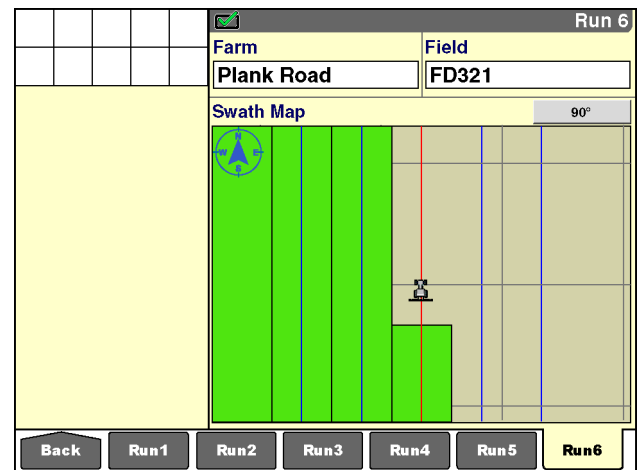 Run 6
Farm
Field
Plank Road
FD321
Swath Map
90°
N
W E
S
Back
Run1
Run2
Run3
Run4
Run5
Run6